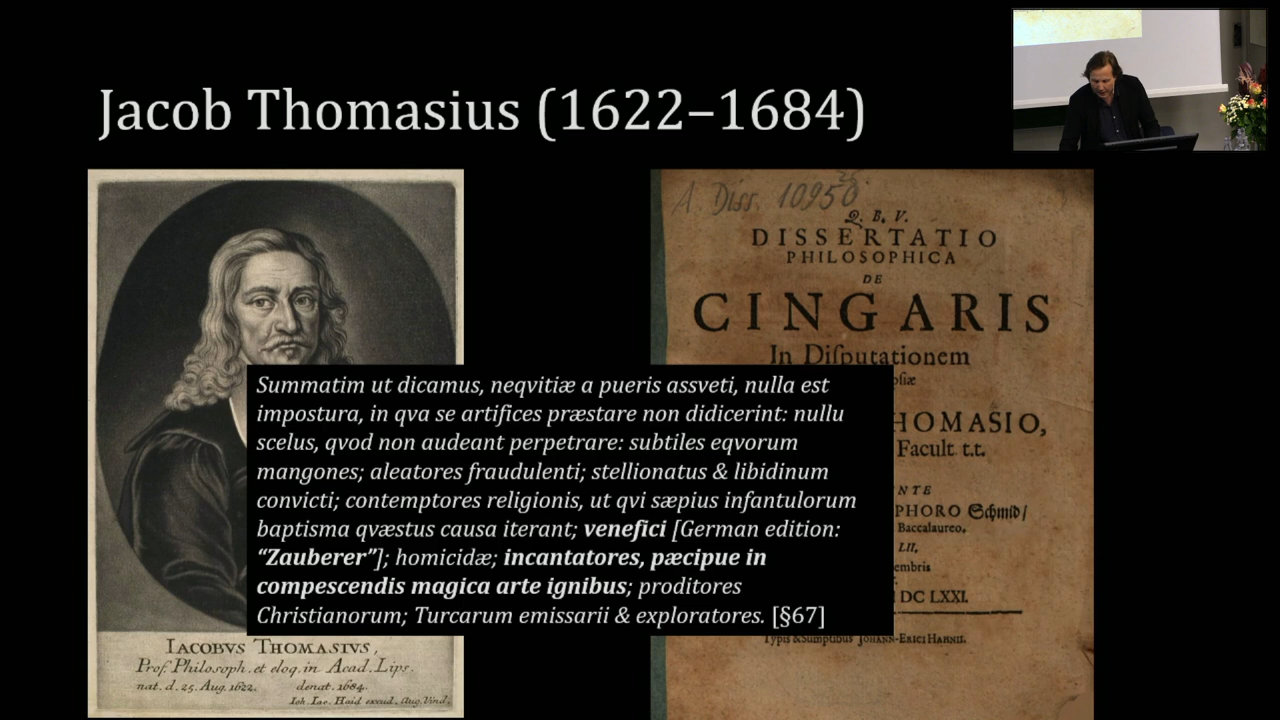 Jacob Thomasius (1622–1684)
A. Diss. 10950
Q. B. V.
DISSERTATIO
PHILOSOPHICA
DE
CINGARIS
In Diſputationem
oſiæ
HOMASIO,
Facult t.t.
NTE
PHORO Schmid/
Baccalaureo.
LII.
embris
DC LXXI.
Typis & Sumptibus JOHANN-ERICI HAHNII.
Summatim ut dicamus, neqvitiæ a pueris assveti, nulla est
impostura, in qva se artifices præstare non didicerint: nullu
scelus, qvod non audeant perpetrare: subtiles eqvorum
mangones; aleatores fraudulenti; stellionatus & libidinum
convicti; contemptores religionis, ut qvi sæpius infantulorum
baptisma qvæstus causa iterant; venefici [German edition:
“Zauberer”]; homicidæ; incantatores, pæcipue in
compescendis magica arte ignibus; proditores
Christianorum; Turcarum emissarii & exploratores. [§67]
IACOBVS THOMASIVS,
Prof. Philosoph. et eloq. in Acad. Lips.
nat. d. 25. Aug. 1622. denat. 1684.
Ioh. Iac. Haid excud. Aug. Vind.